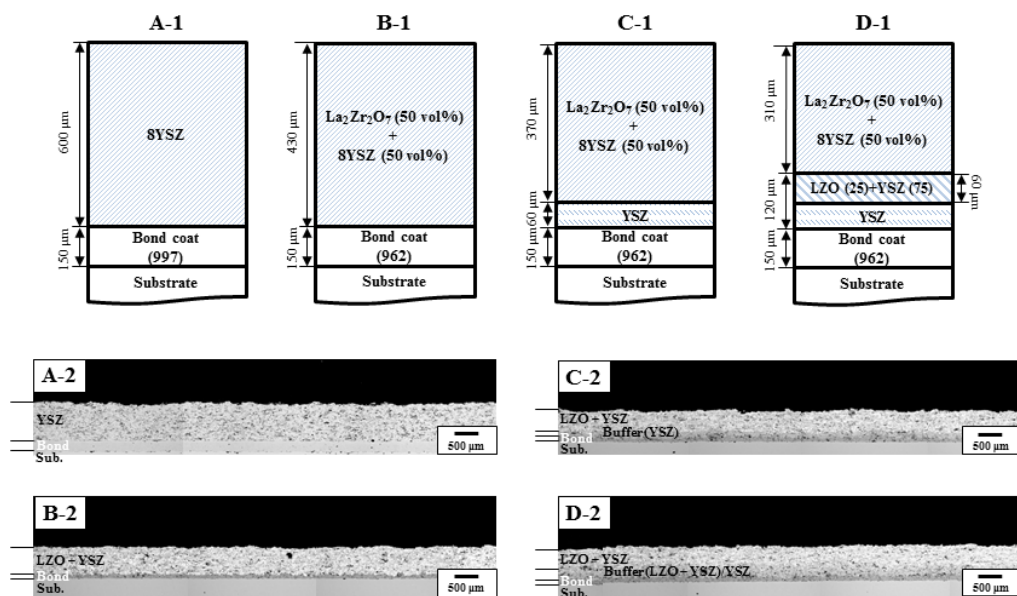 A-1
600 μm
8YSZ
150 μm
Bond coat
(997)
Substrate
B-1
430 μm
La₂Zr₂O₇ (50 vol%)
+
8YSZ (50 vol%)
150 μm
Bond coat
(962)
Substrate
C-1
370 μm
La₂Zr₂O₇ (50 vol%)
+
8YSZ (50 vol%)
60 μm
YSZ
150 μm
Bond coat
(962)
Substrate
D-1
310 μm
La₂Zr₂O₇ (50 vol%)
+
8YSZ (50 vol%)
LZO (25)+YSZ (75)
60 μm
120 μm
YSZ
150 μm
Bond coat
(962)
Substrate
A-2
YSZ
Bond
Sub.
500 μm
C-2
LZO + YSZ
Buffer(YSZ)
Bond
Sub.
500 μm
B-2
LZO + YSZ
Bond
Sub.
500 μm
D-2
LZO + YSZ
Buffer(LZO + YSZ)/YSZ
Bond
Sub.
500 μm